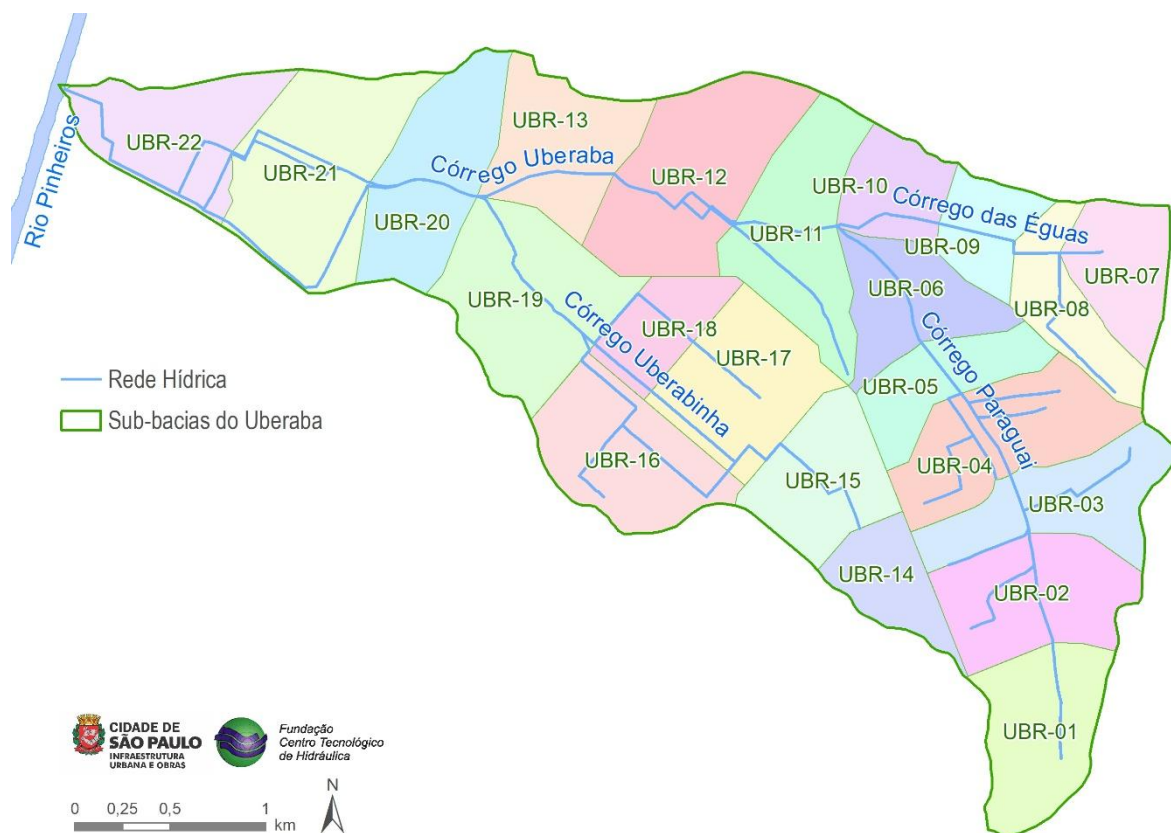 Rio Pinheiros
UBR-22
UBR-21
UBR-20
UBR-13
Córrego Uberaba
UBR-12
UBR-11
UBR-10
Córrego das Éguas
UBR-09
UBR-08
UBR-07
UBR-06
UBR-19
UBR-18
Córrego Uberabinha
UBR-17
UBR-05
Córrego Paraguai
UBR-16
UBR-15
UBR-04
UBR-03
UBR-14
UBR-02
UBR-01
Rede Hídrica
Sub-bacias do Uberaba
CIDADE DE
SÃO PAULO
INFRAESTRUTURA
URBANA E OBRAS
Fundação
Centro Tecnológico
de Hidráulica
N
0 0,25 0,5 1
km